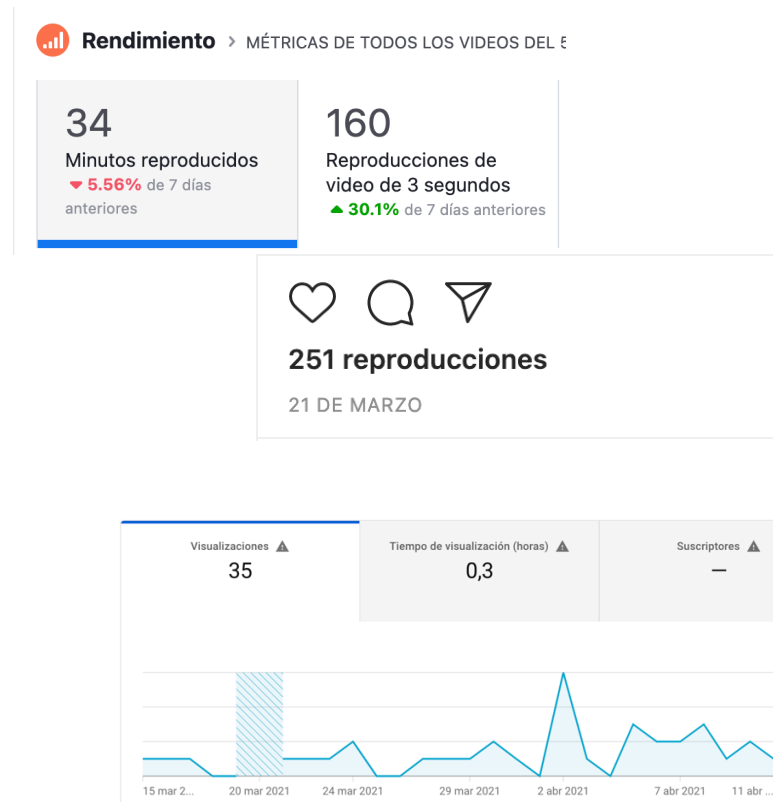 Rendimiento > MÉTRICAS DE TODOS LOS VIDEOS DEL 5
34
Minutos reproducidos
5.56% de 7 días
anteriores
160
Reproducciones de
video de 3 segundos
30.1% de 7 días anteriores
251 reproducciones
21 DE MARZO
Visualizaciones
35
Tiempo de visualización (horas)
0,3
Suscriptores
—
15 mar 2...
20 mar 2021
24 mar 2021
29 mar 2021
2 abr 2021
7 abr 2021
11 abr ...